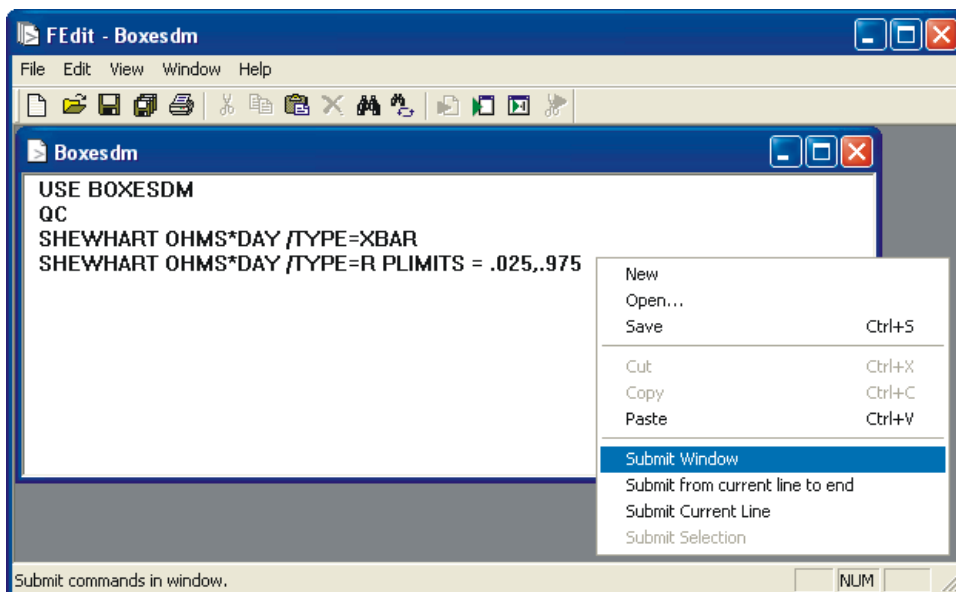 FEdit - Boxesdm
File Edit View Window Help
Boxesdm
USE BOXESDM
QC
SHEWHART OHMS*DAY /TYPE=XBAR
SHEWHART OHMS*DAY /TYPE=R PLIMITS = .025,.975
New
Open...
Save Ctrl+S
Cut Ctrl+X
Copy Ctrl+C
Paste Ctrl+V
Submit Window
Submit from current line to end
Submit Current Line
Submit Selection
Submit commands in window. NUM